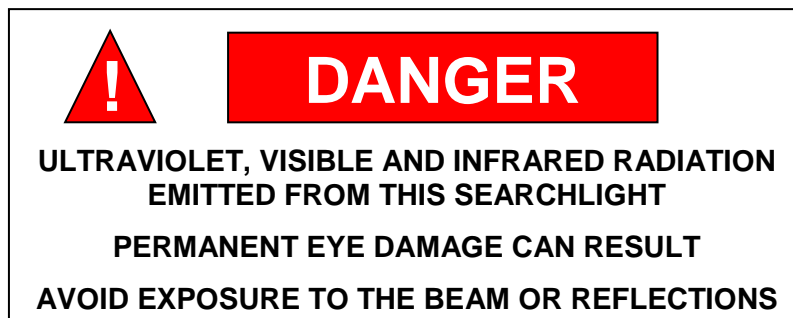 !
DANGER
ULTRAVIOLET, VISIBLE AND INFRARED RADIATION
EMITTED FROM THIS SEARCHLIGHT
PERMANENT EYE DAMAGE CAN RESULT
AVOID EXPOSURE TO THE BEAM OR REFLECTIONS